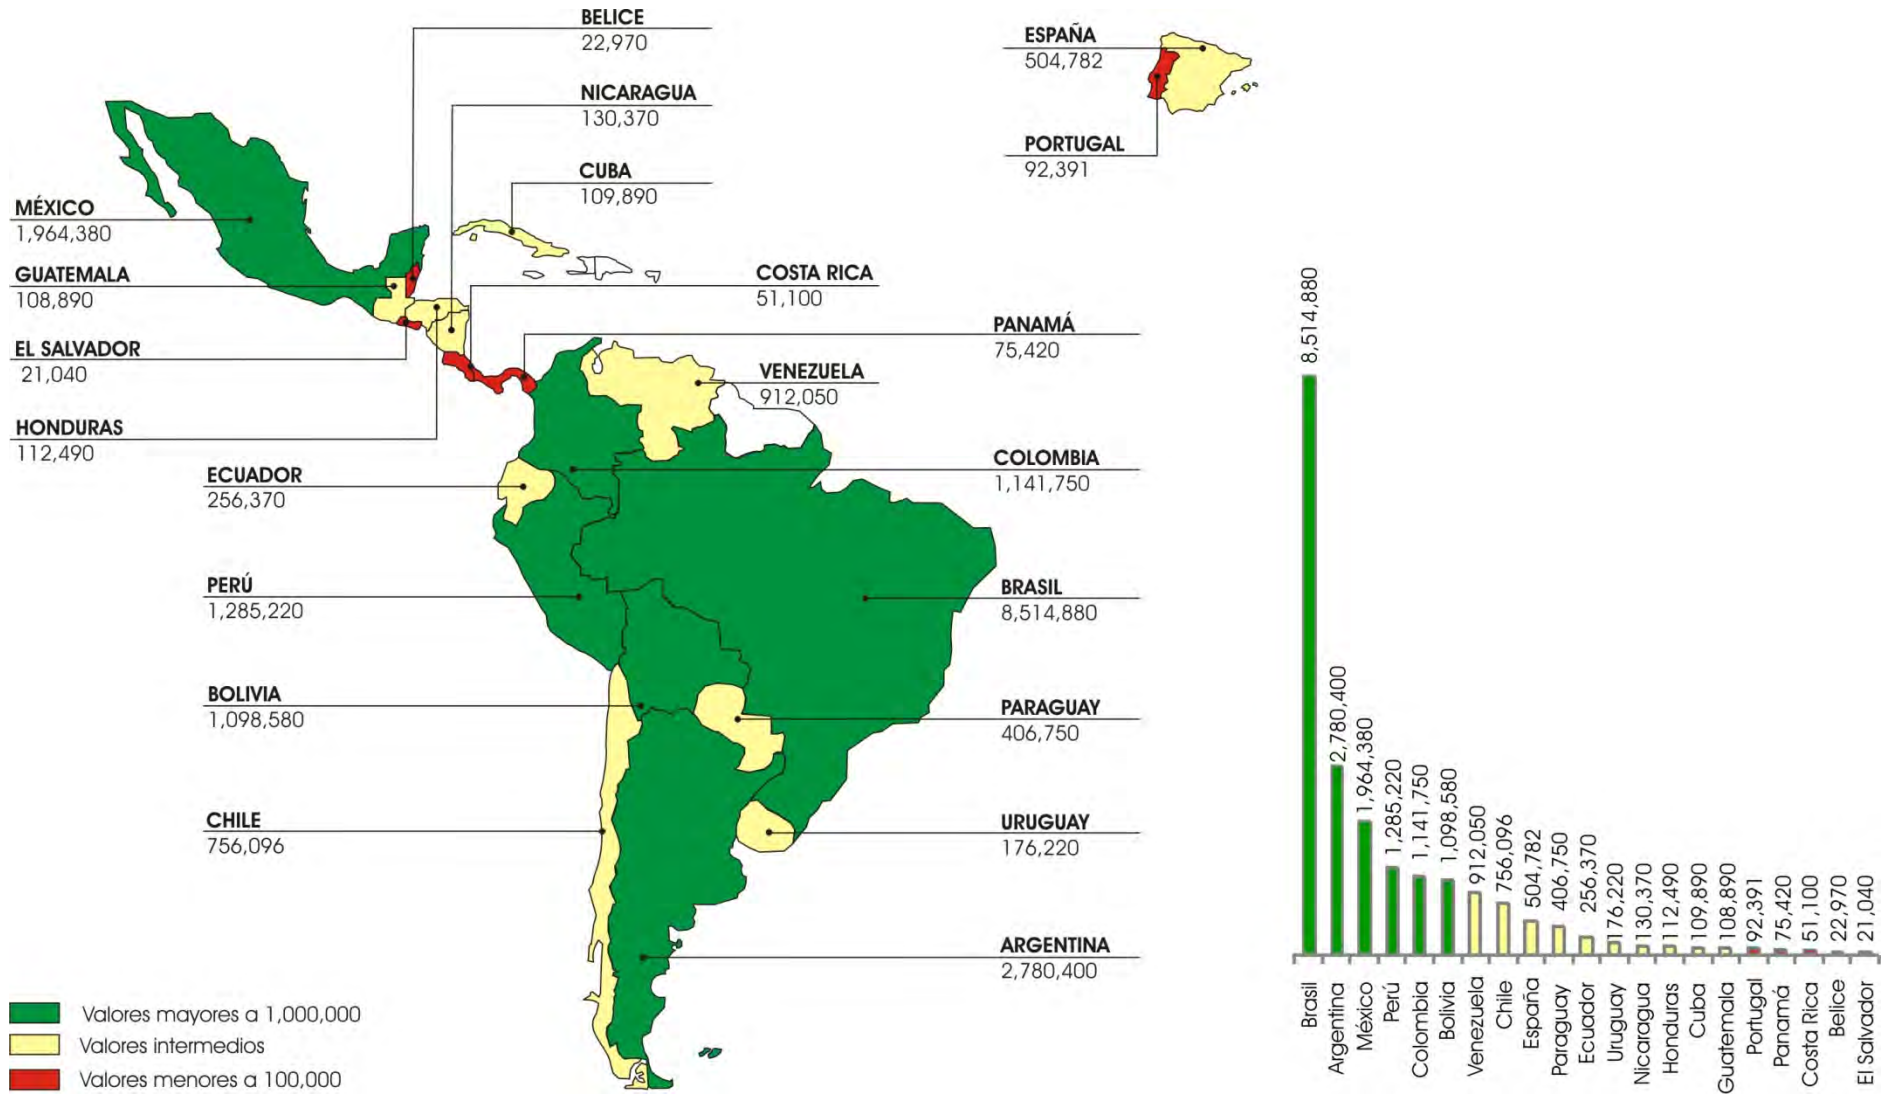 BELICE
22,970
NICARAGUA
130,370
CUBA
109,890
ESPAÑA
504,782
PORTUGAL
92,391
MÉXICO
1,964,380
GUATEMALA
108,890
EL SALVADOR
21,040
HONDURAS
112,490
COSTA RICA
51,100
PANAMÁ
75,420
VENEZUELA
912,050
COLOMBIA
1,141,750
ECUADOR
256,370
PERÚ
1,285,220
BRASIL
8,514,880
BOLIVIA
1,098,580
PARAGUAY
406,750
CHILE
756,096
URUGUAY
176,220
ARGENTINA
2,780,400
Valores mayores a 1,000,000
Valores intermedios
Valores menores a 100,000
8,514,880
2,780,400
1,964,380
1,285,220
1,141,750
1,098,580
912,050
756,096
504,782
406,750
256,370
176,220
130,370
112,490
109,890
108,890
92,391
75,420
51,100
22,970
21,040
Brasil
Argentina
México
Perú
Colombia
Bolivia
Venezuela
Chile
España
Paraguay
Ecuador
Uruguay
Nicaragua
Honduras
Cuba
Guatemala
Portugal
Panamá
Costa Rica
Belice
El Salvador